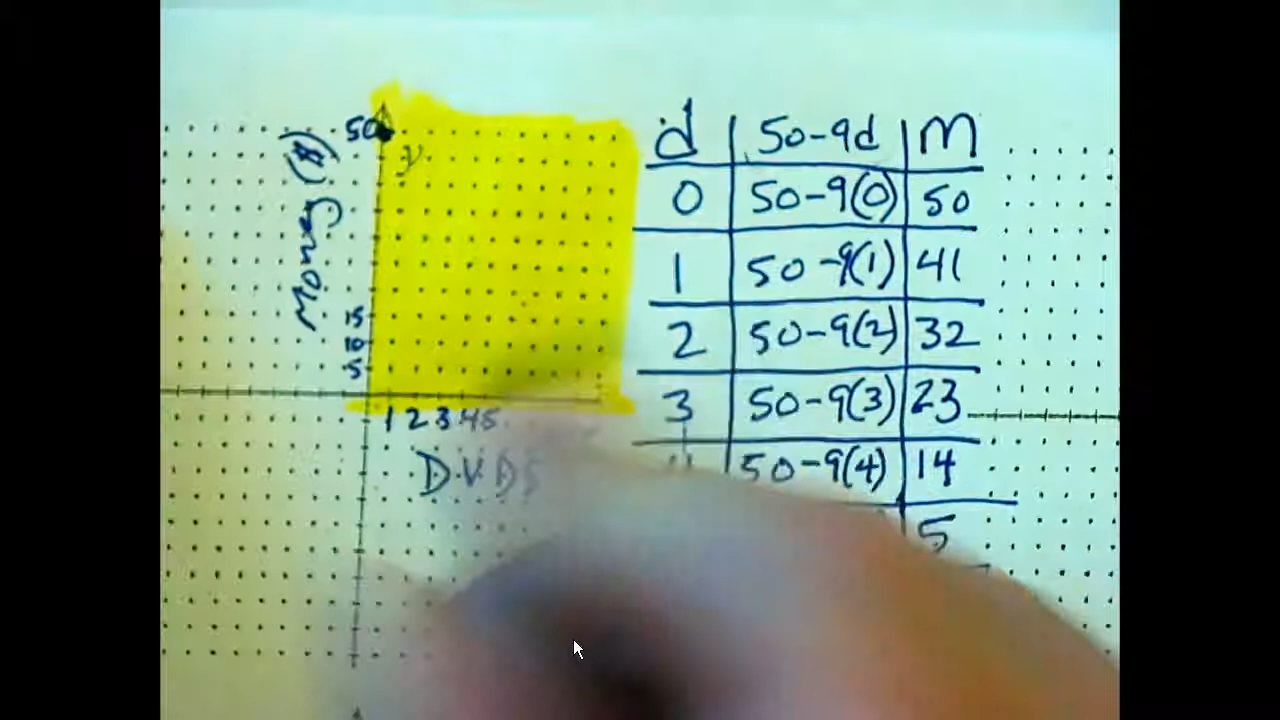 50
Money ($)
15
10
5
1 2 3 4 5
DVDs
d | 50-9d | m
0 | 50-9(0) | 50
1 | 50-9(1) | 41
2 | 50-9(2) | 32
3 | 50-9(3) | 23
50-9(4) | 14
5